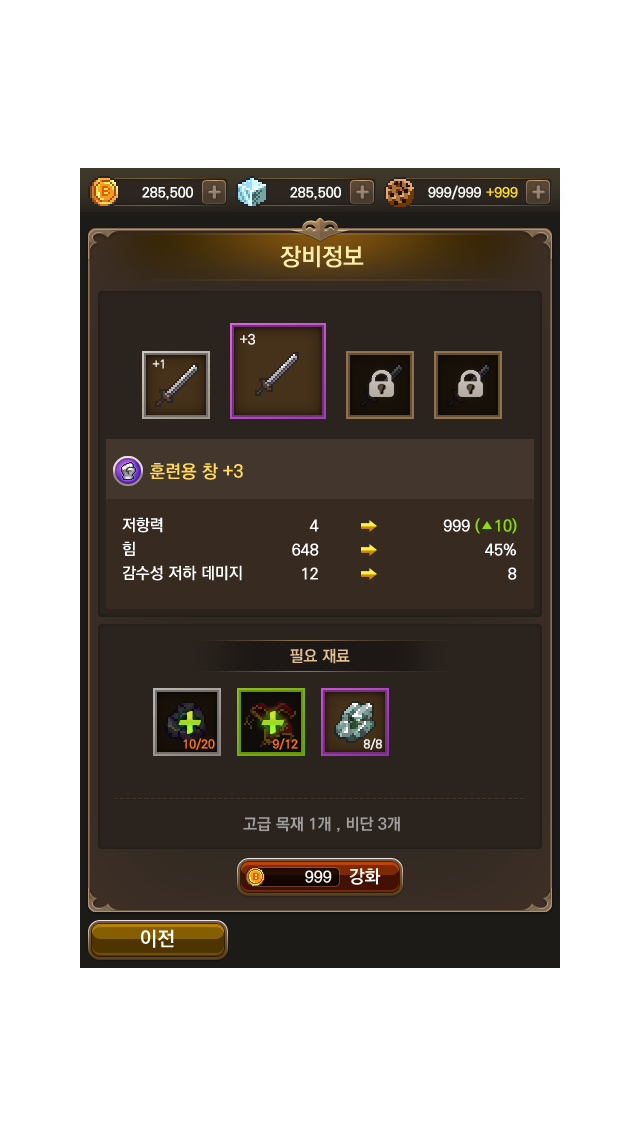 285,500 285,500 999/999 +999
장비정보
+1 +3
훈련용 창 +3
저항력 4 999 (▲10)
힘 648 45%
감수성 저하 데미지 12 8
필요 재료
10/20 9/12 8/8
고급 목재 1개 , 비단 3개
999 강화
이전